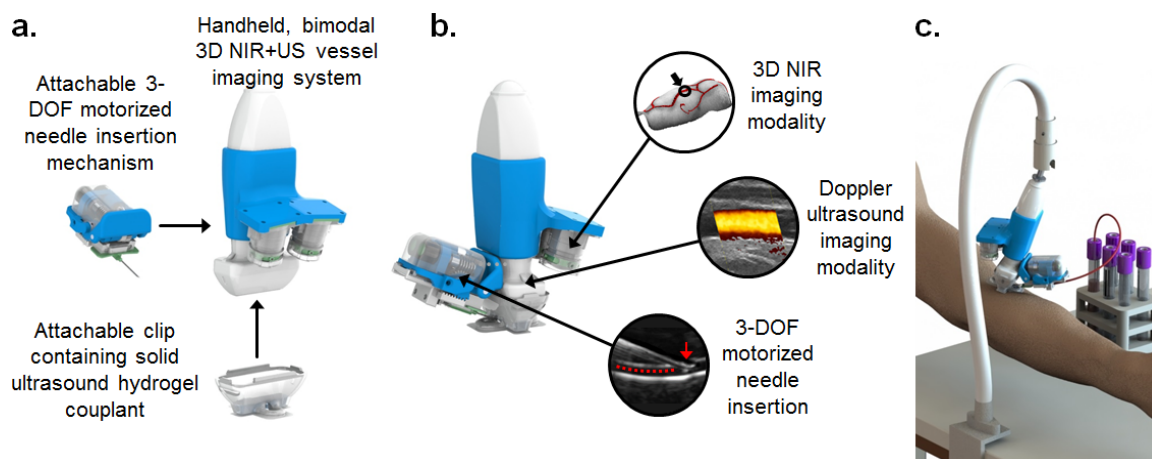 a.
Handheld, bimodal
3D NIR+US vessel
imaging system
Attachable 3-
DOF motorized
needle insertion
mechanism
Attachable clip
containing solid
ultrasound hydrogel
couplant
b.
3D NIR
imaging
modality
Doppler
ultrasound
imaging
modality
3-DOF
motorized
needle
insertion
c.